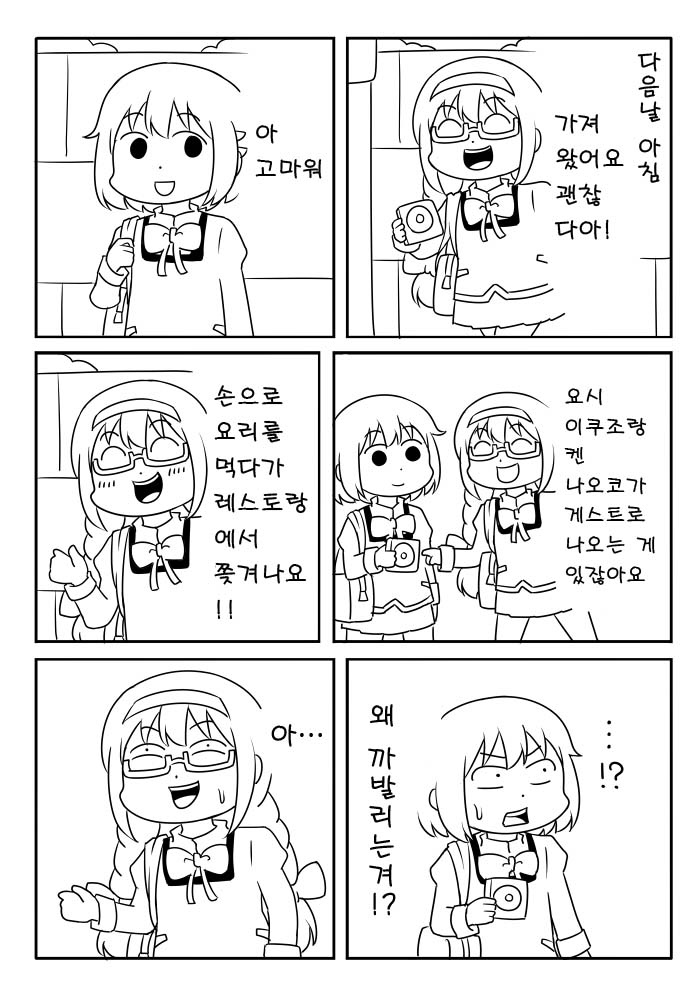 다음날 아침
가져
왔어요
괜찮
다아!
아
고마워
요시
이쿠조랑
켄
나오코가
게스트로
나오는 게
있잖아요
손으로
요리를
먹다가
레스토랑
에서
쫓겨나요
!!
…
!?
왜 까발리는겨!?
아…